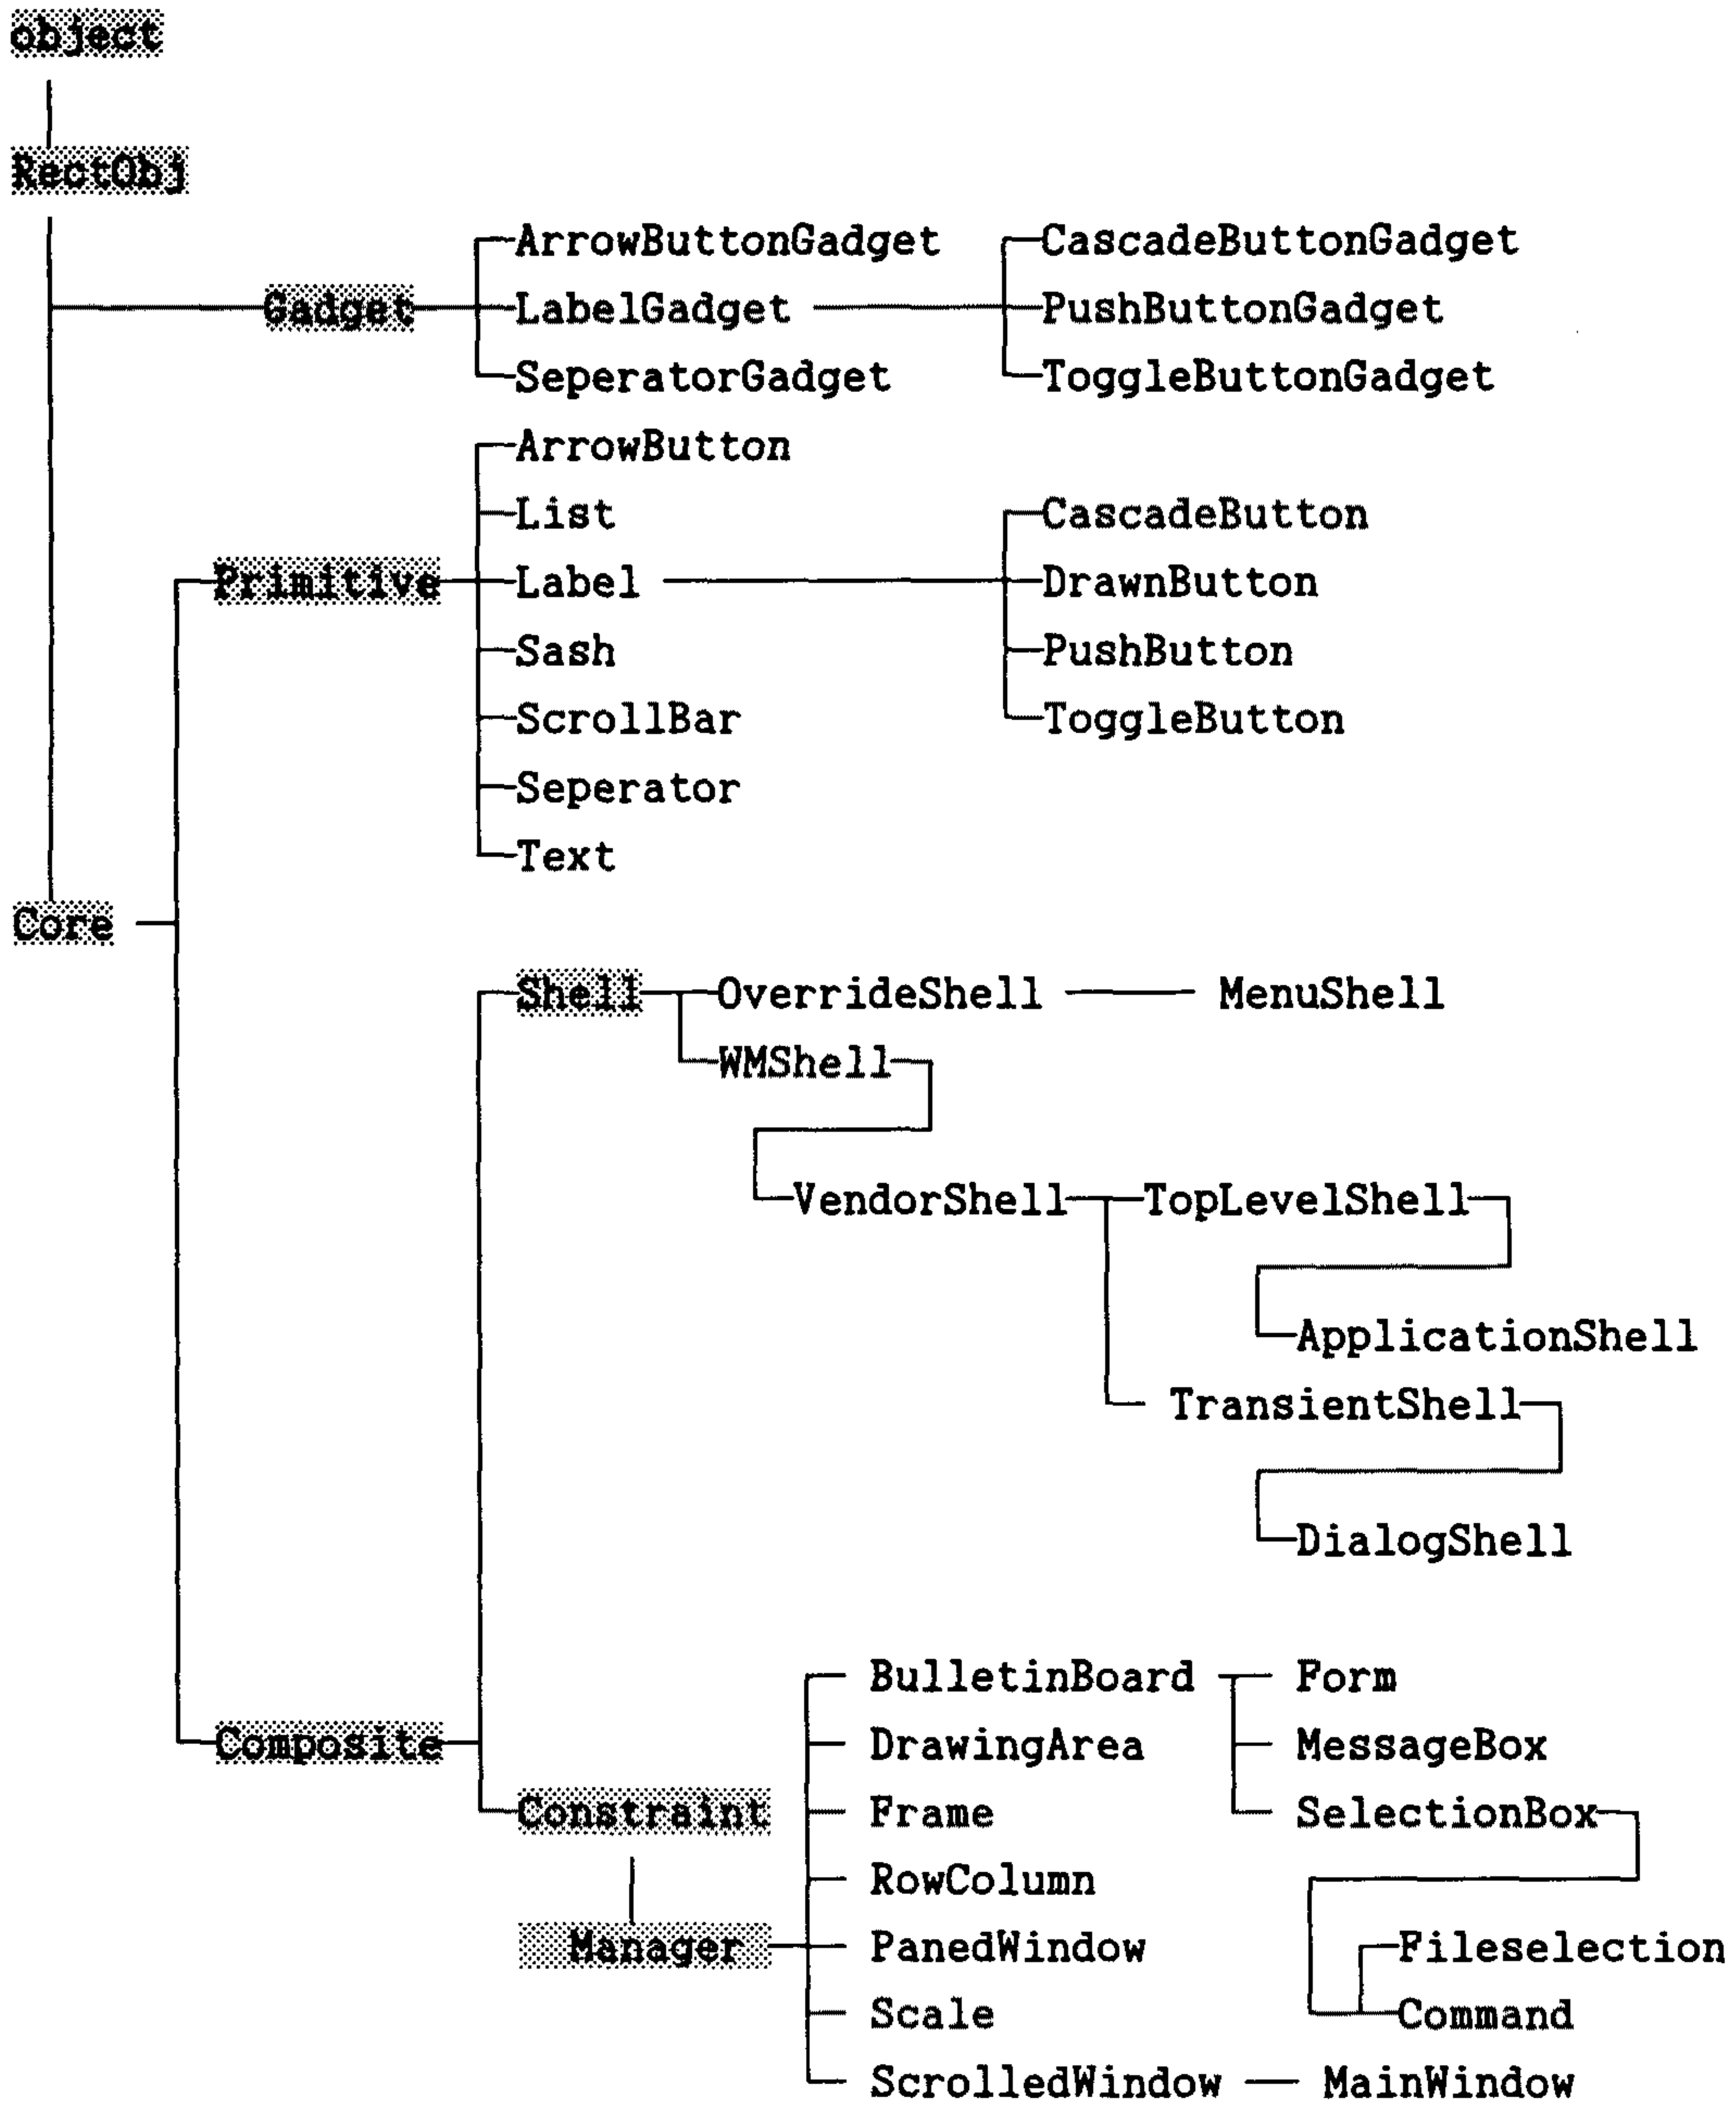 object
RectObj
ArrowButtonGadget CascadeButtonGadget
Gadget LabelGadget PushButtonGadget
SeperatorGadget ToggleButtonGadget
ArrowButton
List CascadeButton
Primitive Label DrawnButton
Sash PushButton
ScrollBar ToggleButton
Seperator
Text
Core
Shell OverrideShell MenuShell
WMShell
VendorShell TopLevelShell
ApplicationShell
TransientShell
DialogShell
BulletinBoard Form
Composite DrawingArea MessageBox
Constraint Frame SelectionBox
RowColumn
Manager PanedWindow Fileselection
Scale Command
ScrolledWindow MainWindow